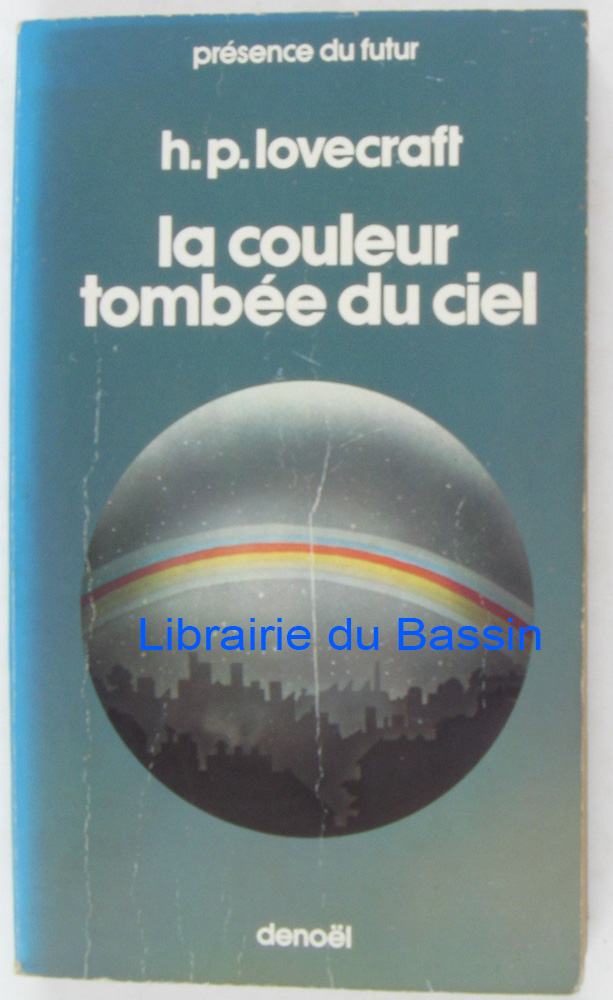 présence du futur
h.p.lovecraft
la couleur
tombée du ciel
Librairie du Bassin
denoël